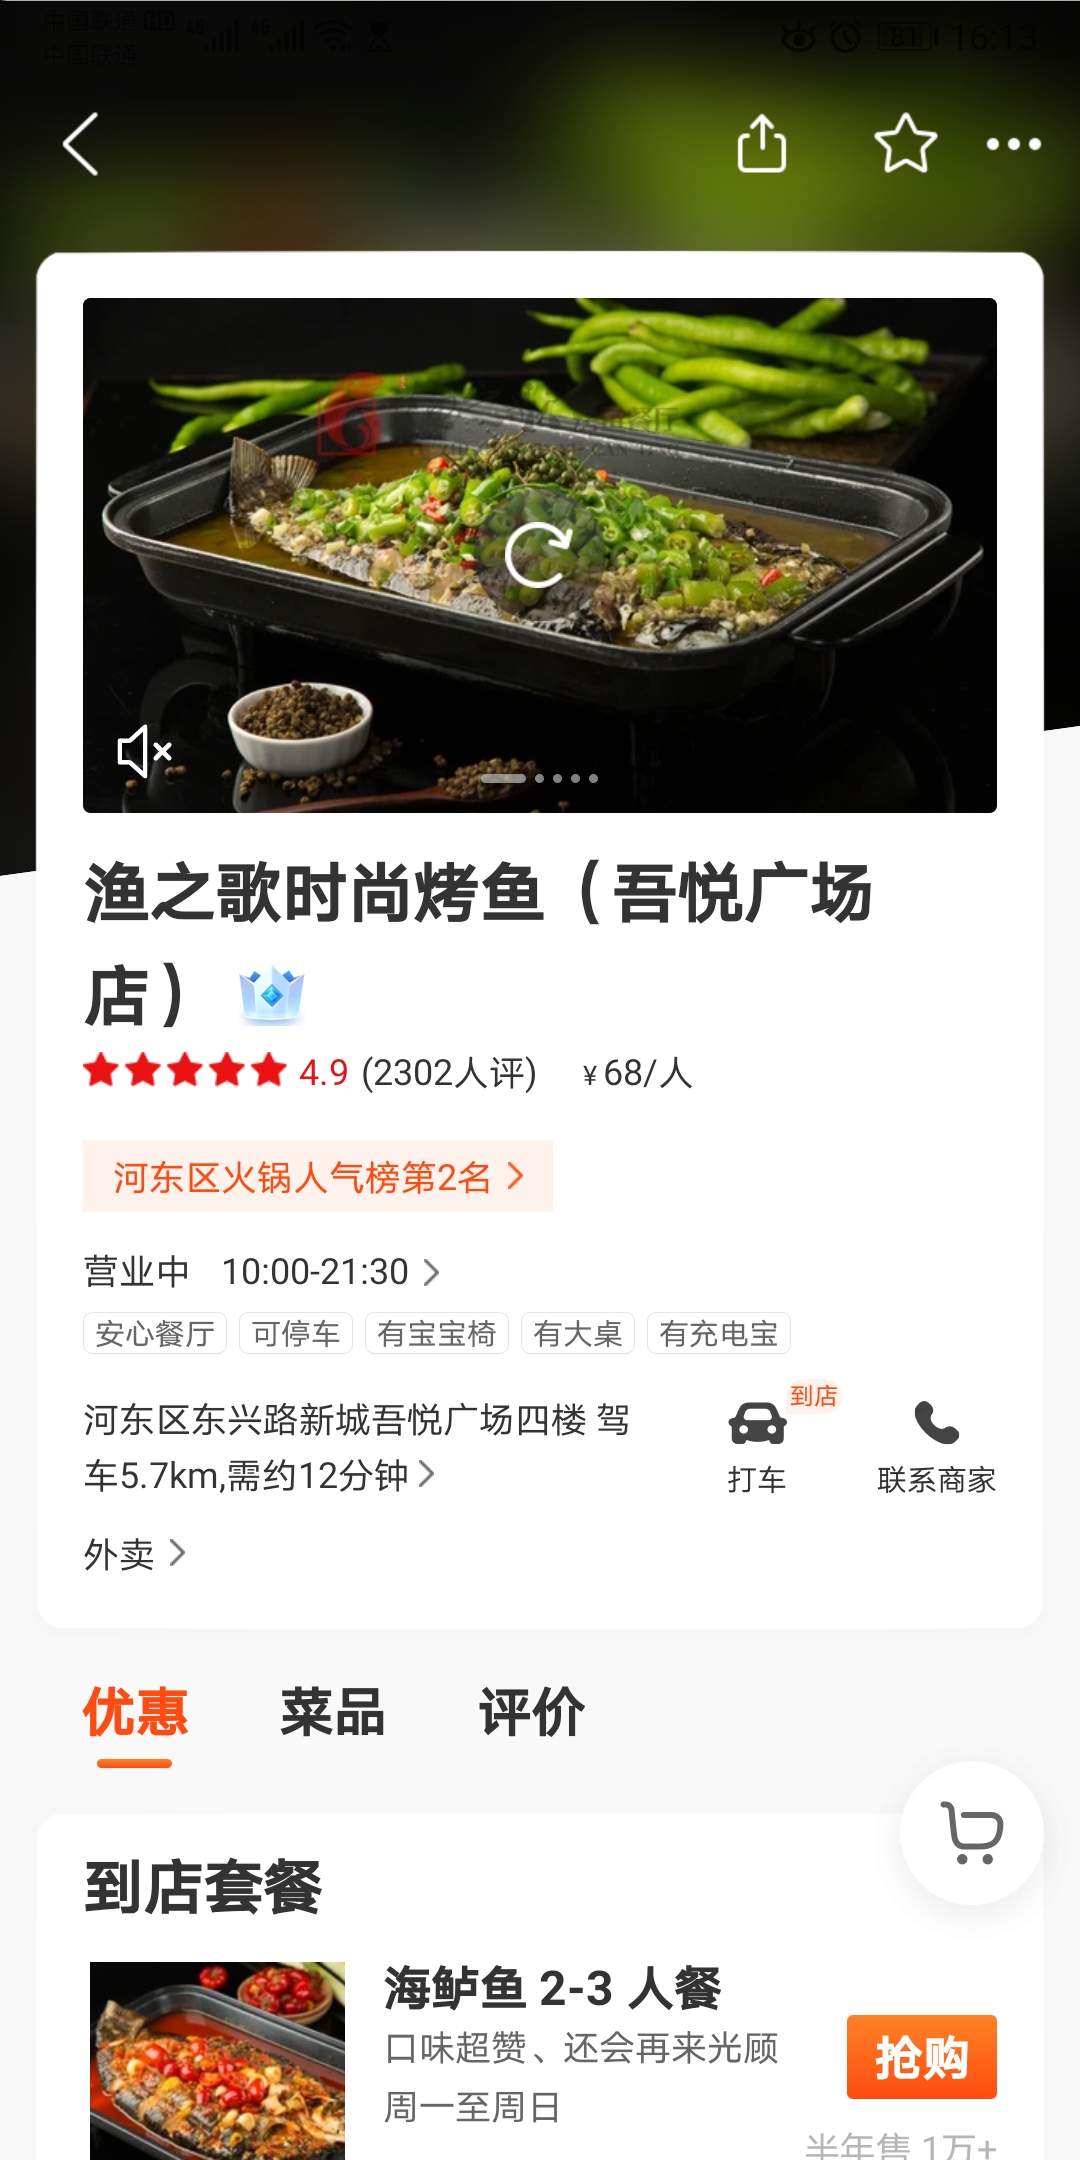 中国联通 HD 4G 4G 81 16:13
中国联通
渔之歌时尚烤鱼（吾悦广场
店）
4.9 (2302人评) ¥68/人
河东区火锅人气榜第2名
营业中 10:00-21:30
安心餐厅 可停车 有宝宝椅 有大桌 有充电宝
到店
河东区东兴路新城吾悦广场四楼 驾
车5.7km,需约12分钟
打车 联系商家
外卖
优惠 菜品 评价
到店套餐
海鲈鱼 2-3 人餐
口味超赞、还会再来光顾
抢购
周一至周日
半年售 1万+